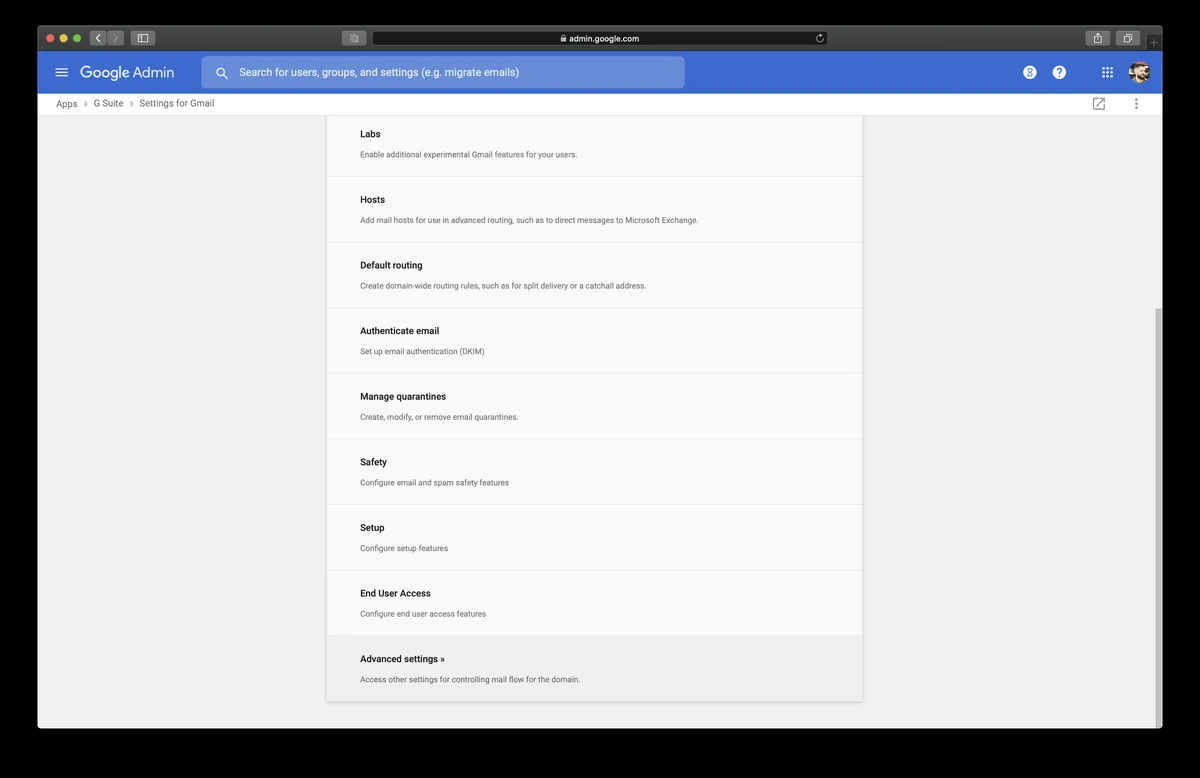 admin.google.com
Google Admin
Search for users, groups, and settings (e.g. migrate emails)
Apps > G Suite > Settings for Gmail
Labs
Enable additional experimental Gmail features for your users.
Hosts
Add mail hosts for use in advanced routing, such as to direct messages to Microsoft Exchange.
Default routing
Create domain-wide routing rules, such as for split delivery or a catchall address.
Authenticate email
Set up email authentication (DKIM)
Manage quarantines
Create, modify, or remove email quarantines.
Safety
Configure email and spam safety features
Setup
Configure setup features
End User Access
Configure end user access features
Advanced settings »
Access other settings for controlling mail flow for the domain.